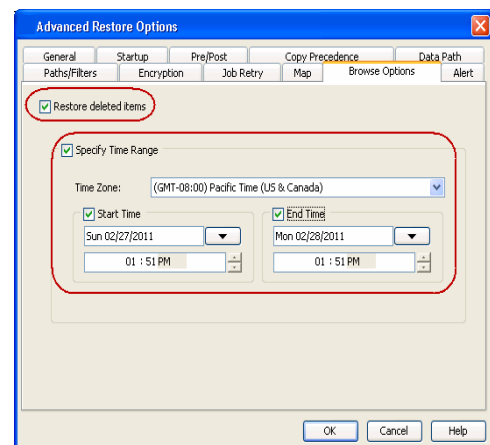 Advanced Restore Options
General Startup Pre/Post Copy Precedence Data Path
Paths/Filters Encryption Job Retry Map Browse Options Alert
Restore deleted items
Specify Time Range
Time Zone: (GMT-08:00) Pacific Time (US & Canada)
Start Time End Time
Sun 02/27/2011 Mon 02/28/2011
01 : 51 PM 01 : 51 PM
OK Cancel Help